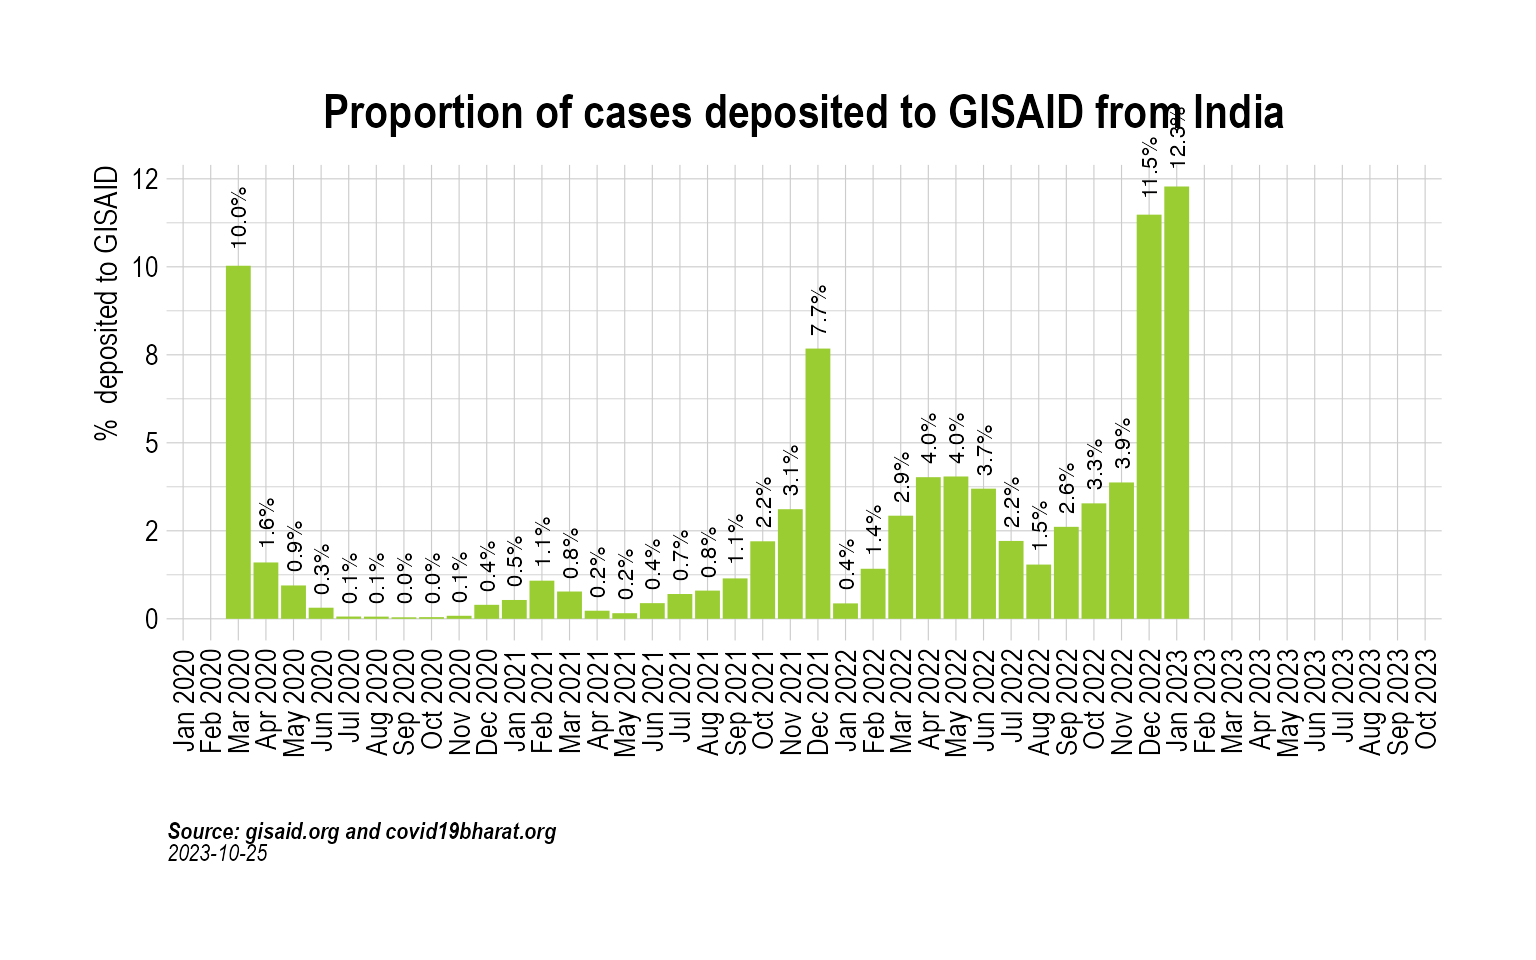 Proportion of cases deposited to GISAID from India
% deposited to GISAID
12
10
8
5
2
0
10.0%
1.6%
0.9%
0.3%
0.1%
0.1%
0.0%
0.0%
0.1%
0.4%
0.5%
1.1%
0.8%
0.2%
0.2%
0.4%
0.7%
0.8%
1.1%
2.2%
3.1%
7.7%
0.4%
1.4%
2.9%
4.0%
4.0%
3.7%
2.2%
1.5%
2.6%
3.3%
3.9%
11.5%
12.3%
Jan 2020
Feb 2020
Mar 2020
Apr 2020
May 2020
Jun 2020
Jul 2020
Aug 2020
Sep 2020
Oct 2020
Nov 2020
Dec 2020
Jan 2021
Feb 2021
Mar 2021
Apr 2021
May 2021
Jun 2021
Jul 2021
Aug 2021
Sep 2021
Oct 2021
Nov 2021
Dec 2021
Jan 2022
Feb 2022
Mar 2022
Apr 2022
May 2022
Jun 2022
Jul 2022
Aug 2022
Sep 2022
Oct 2022
Nov 2022
Dec 2022
Jan 2023
Feb 2023
Mar 2023
Apr 2023
May 2023
Jun 2023
Jul 2023
Aug 2023
Sep 2023
Oct 2023
Source: gisaid.org and covid19bharat.org
2023-10-25